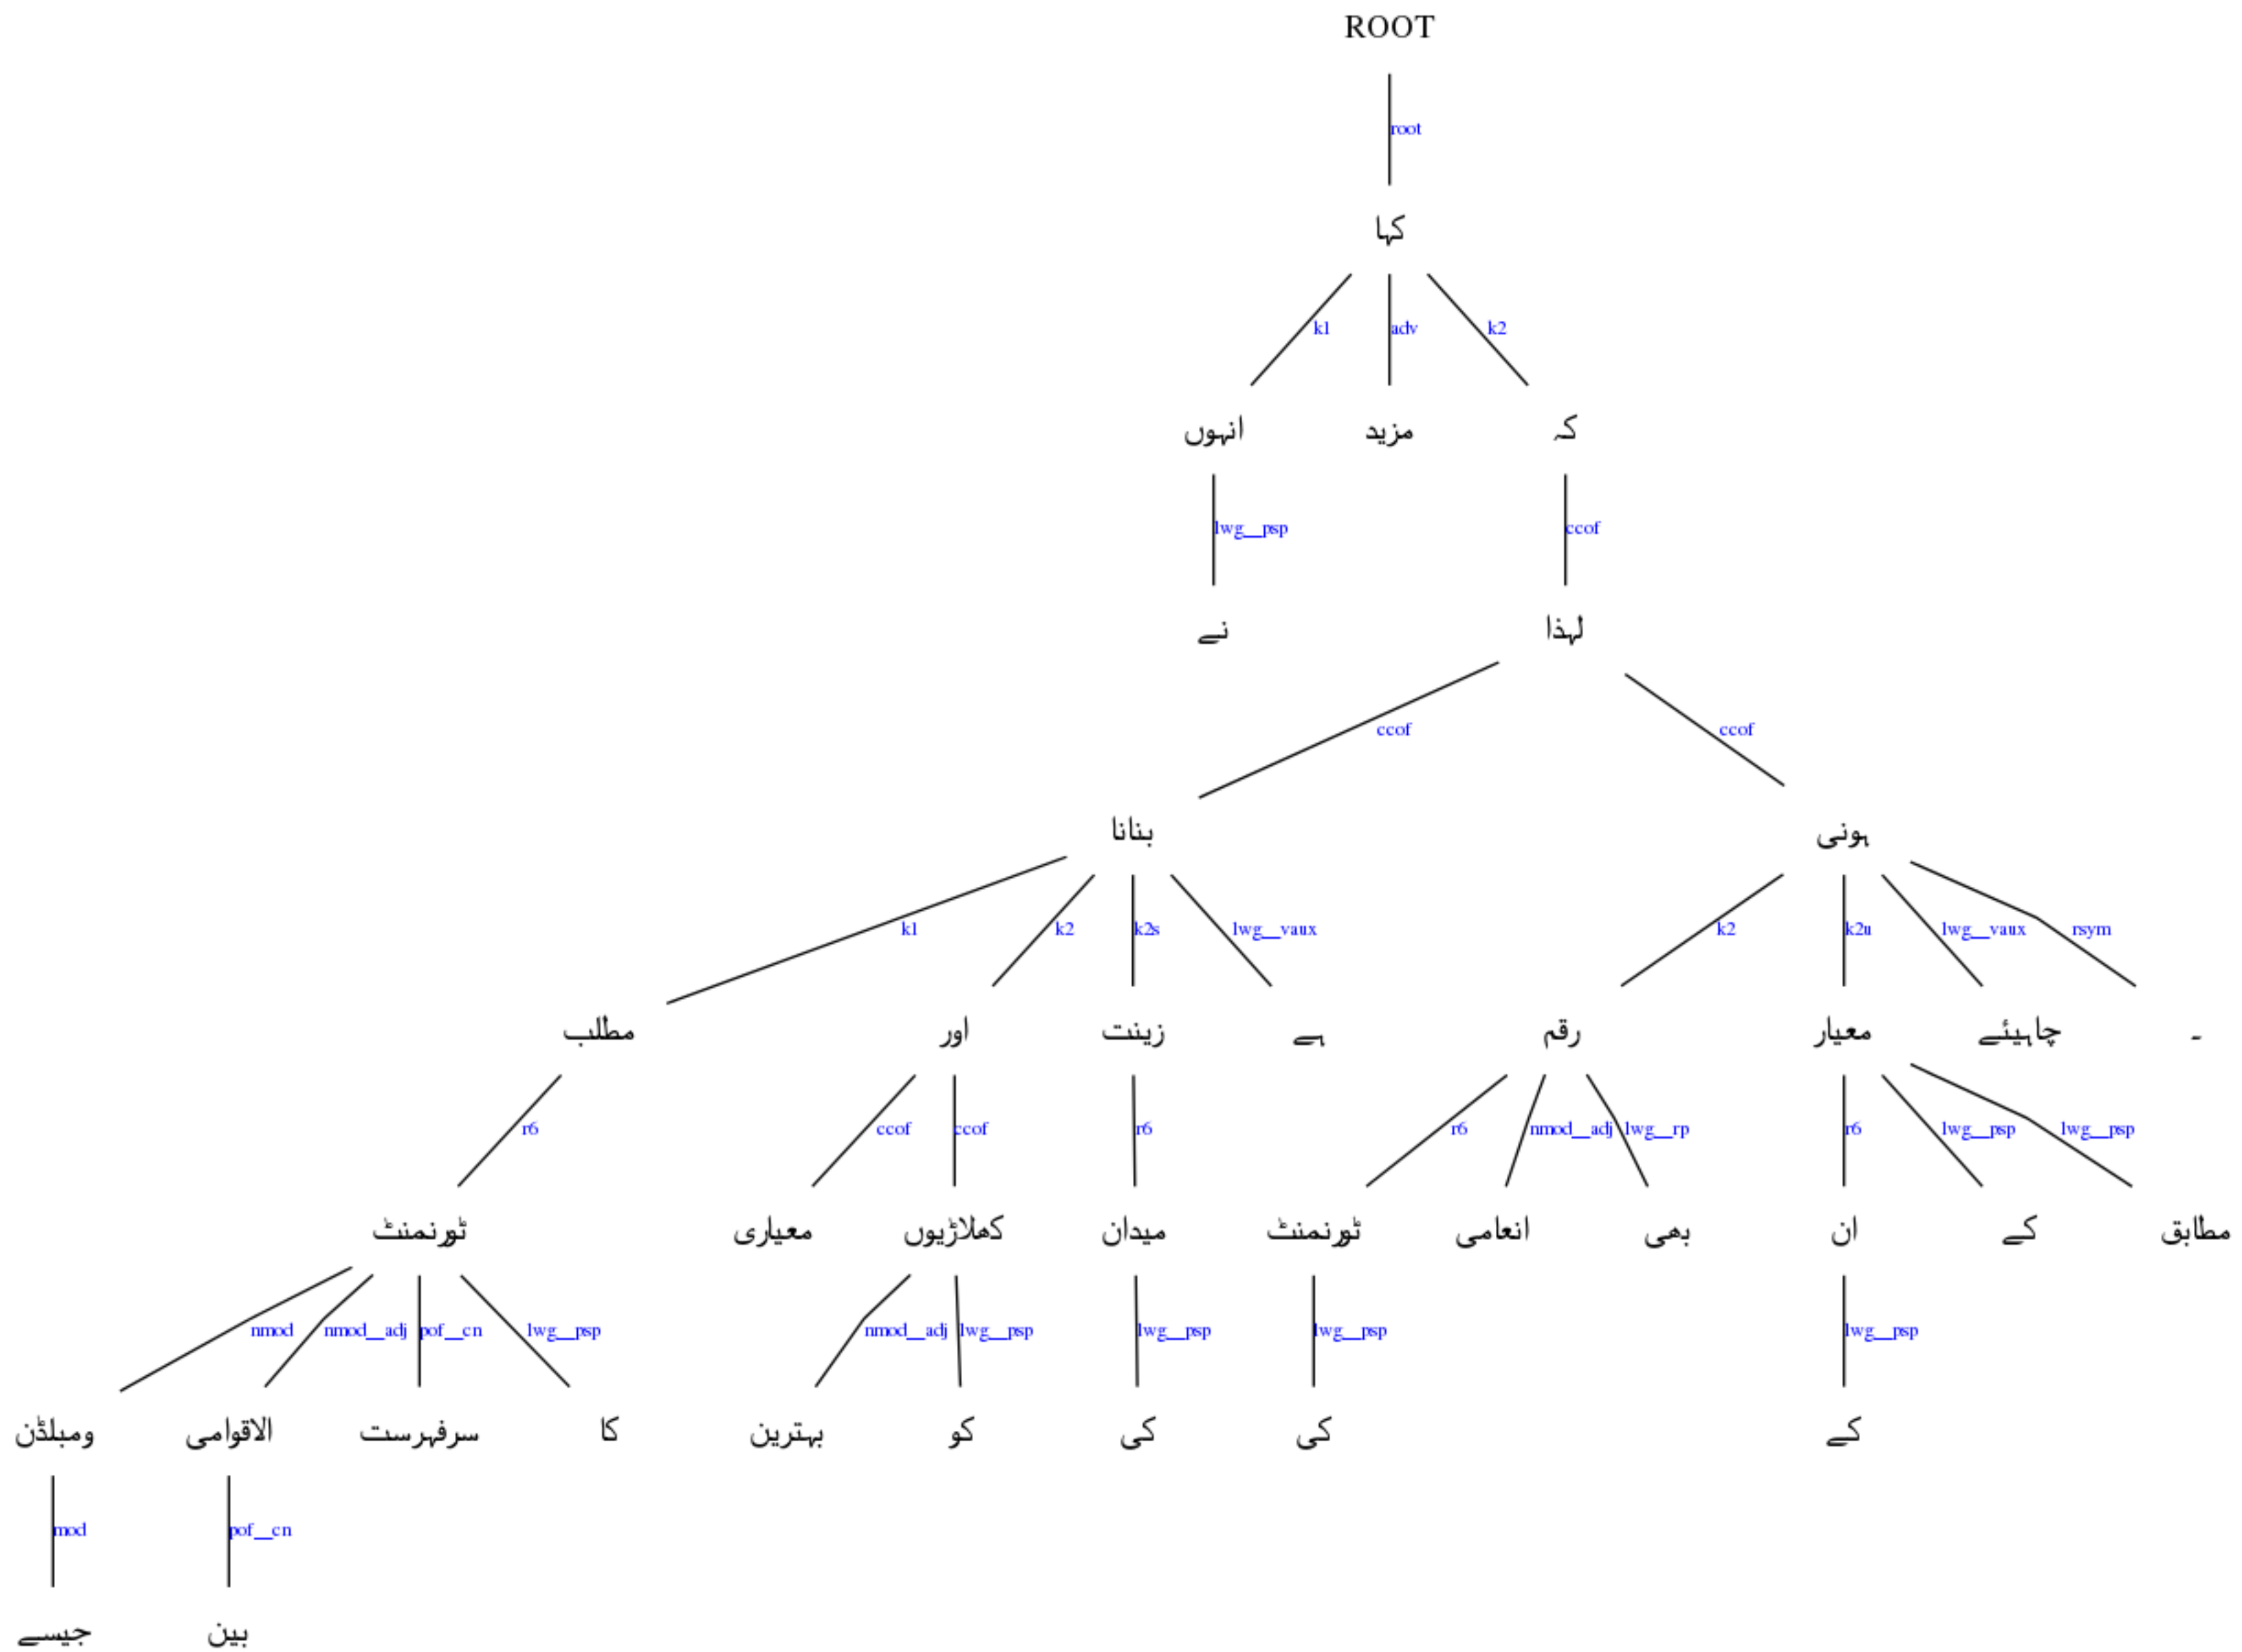 ROOT
root
کہا
k1 adv k2
انہوں مزید کہ
lwg__psp ccof
نے لہذا
ccof ccof
بنانا ہونی
k1 k2 k2s lwg__vaux k2 k2u lwg__vaux rsym
مطلب اور زینت ہے رقم معیار چاہیئے ۔
r6 ccof ccof r6 r6 nmod__adj lwg__rp r6 lwg__psp lwg__psp
ٹورنمنٹ معیاری کھلاڑیوں میدان ٹورنمنٹ انعامی بھی ان کے مطابق
nmod nmod__adj pof__cn lwg__psp nmod__adj lwg__psp lwg__psp lwg__psp lwg__psp
ومبلڈن الاقوامی سرفہرست کا بہترین کو کی کی کے
mod pof__cn
جیسے بین